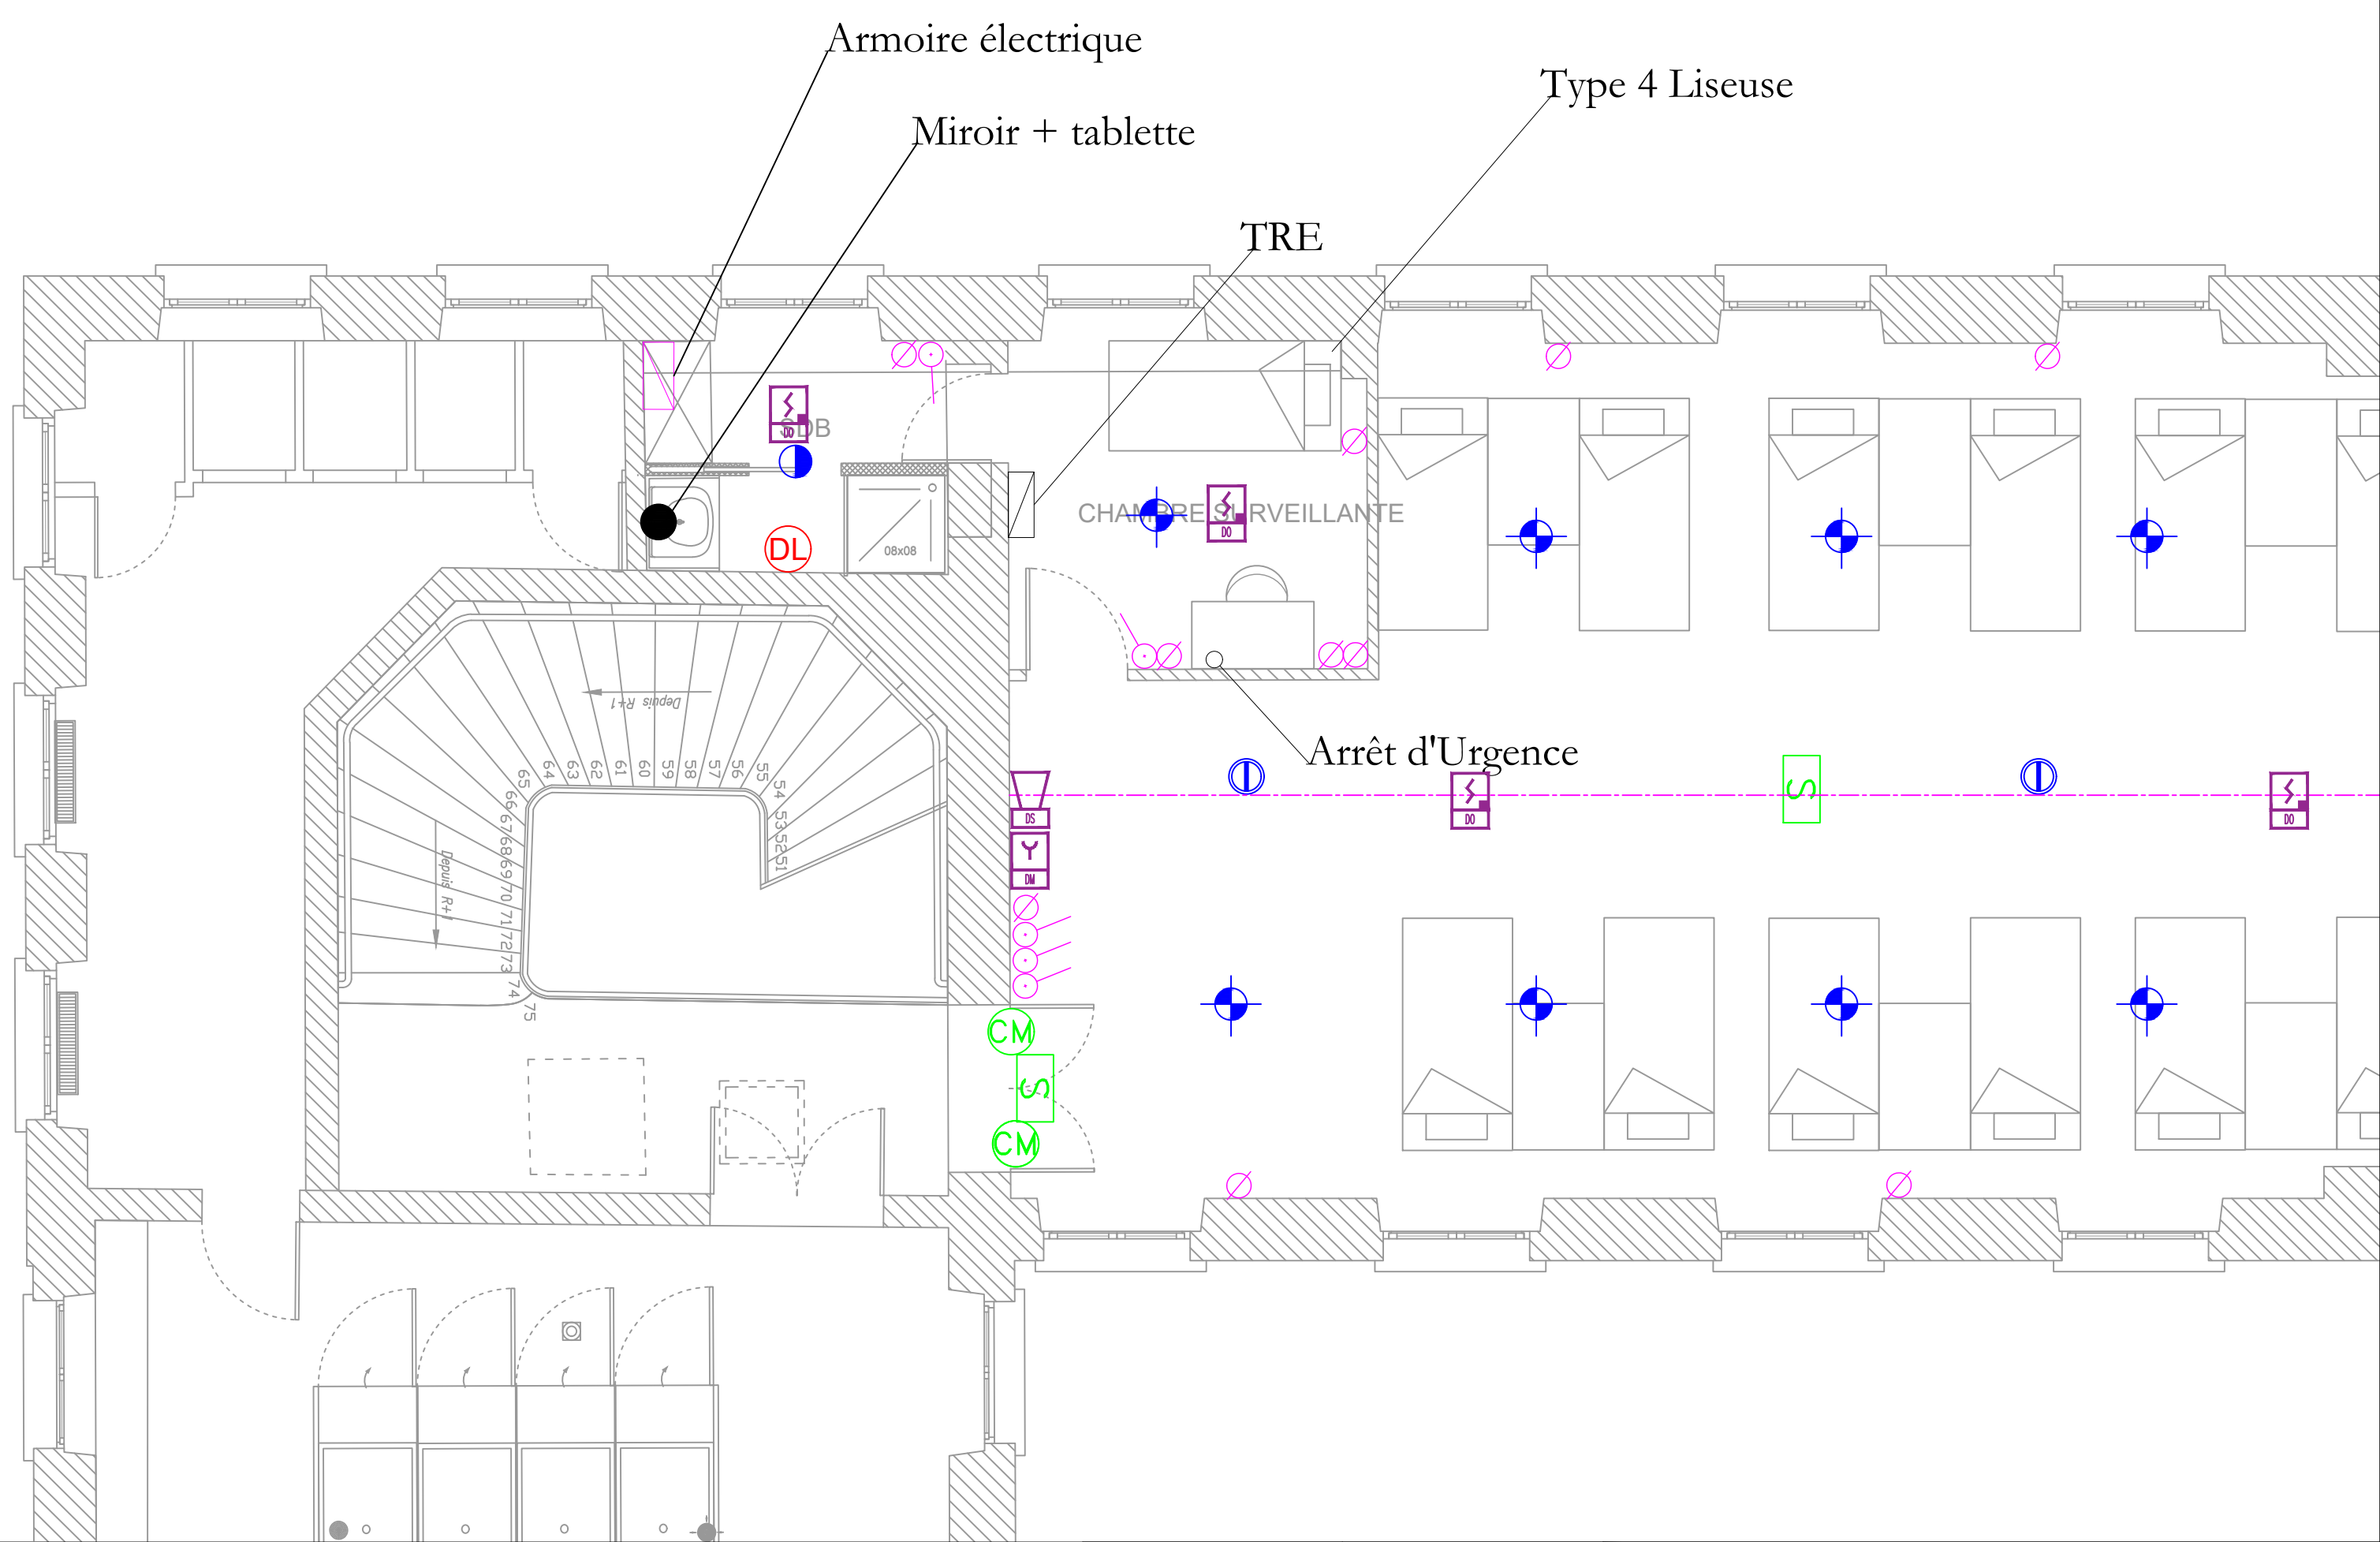 Armoire électrique
Type 4 Liseuse
Miroir + tablette
TRE
SDB
DO
CHAMBRE SURVEILLANTE
DO
DL
08x08
Depuis R+1
Arrêt d'Urgence
65
64
63
62
61
60
59
58
57
56
55
54
53
52
51
66
67
68
69
70
71
72
73
74
75
Depuis R+1
DS
DM
DO
S
DO
CM
S
CM